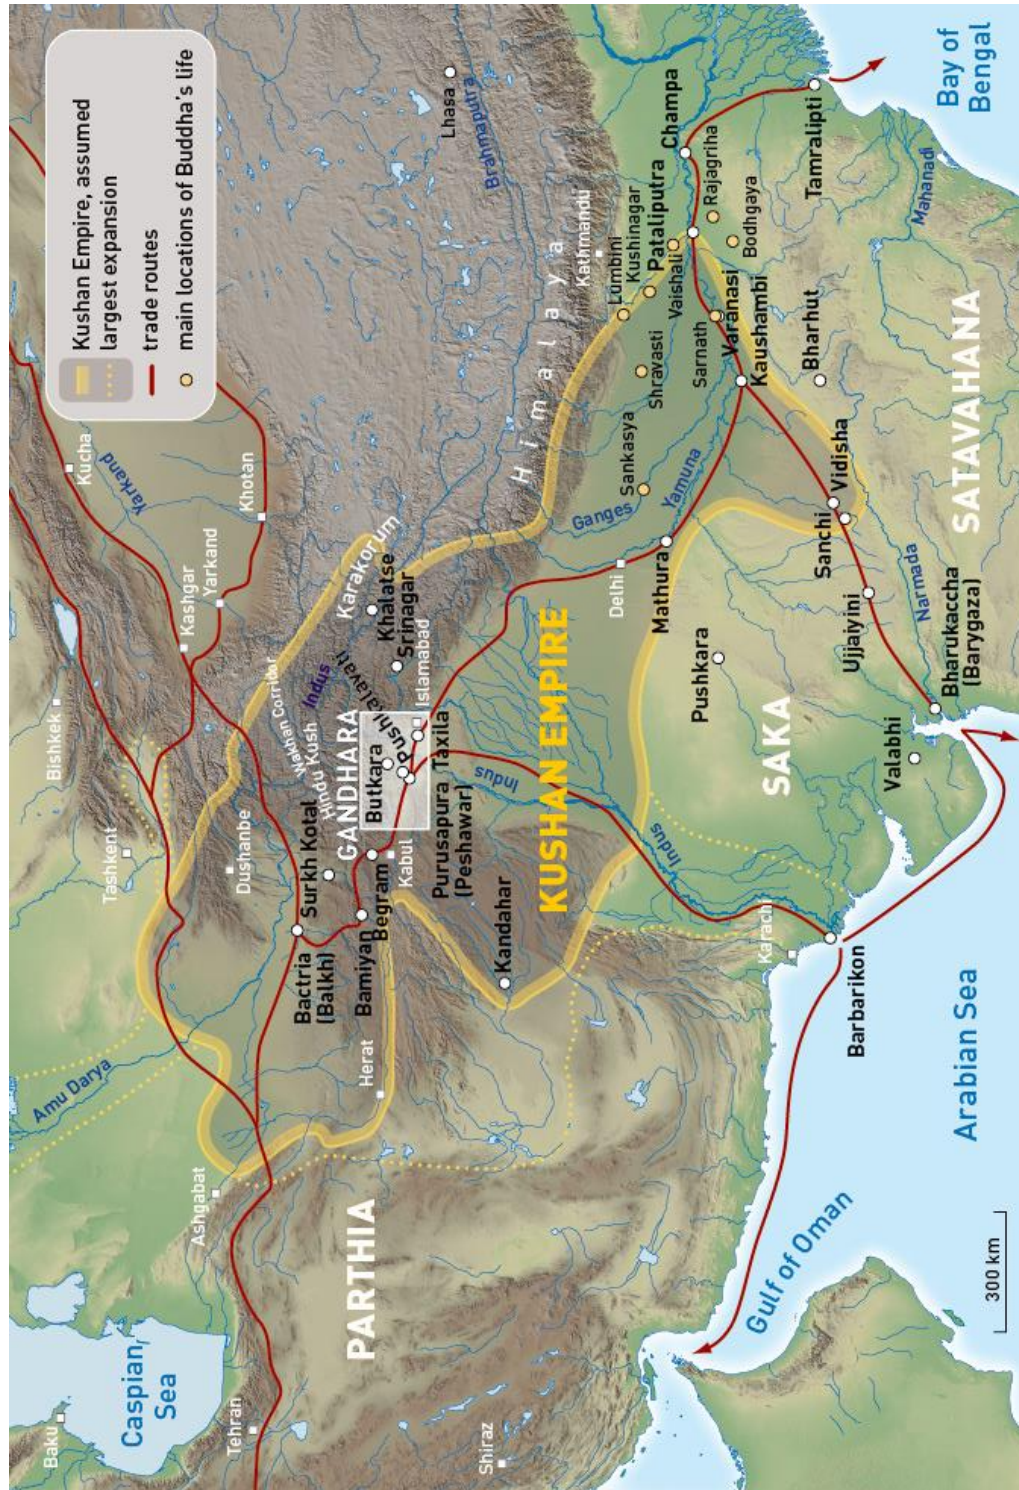 Kushan Empire, assumed
largest expansion
trade routes
main locations of Buddha's life
Baku
Caspian
Sea
Tehran
Shiraz
PARTHIA
Ashgabat
Amu Darya
Herat
Gulf of Oman
300 km
Arabian Sea
Tashkent
Bishkek
Dushanbe
Bactria
(Balkh)
Surkh Kotal
Bamiyan
Begram
Kabul
Kandahar
GANDHARA
Hindu Kush
Wakhan Corridor
Butkara
Pushkalavati
Purusapura
(Peshawar)
Taxila
Islamabad
Indus
Srinagar
Khalatse
Karakorum
Kashgar
Yarkand
Yarkand
Kucha
Khotan
KUSHAN EMPIRE
Indus
Indus
Karachi
Barbarikon
SAKA
Pushkara
Valabhi
Bharukaccha
(Barygaza)
Narmada
Ujjaiyini
Sanchi
Vidisha
Delhi
Mathura
Yamuna
Ganges
Sankasya
Shravasti
Himalaya
Lumbini
Kushinagar
Kathmandu
Vaishali
Pataliputra
Sarnath
Varanasi
Kaushambi
Bharhut
SATAVAHANA
Champa
Rajagriha
Bodhgaya
Tamralipti
Mahanadi
Lhasa
Brahmaputra
Bay of
Bengal